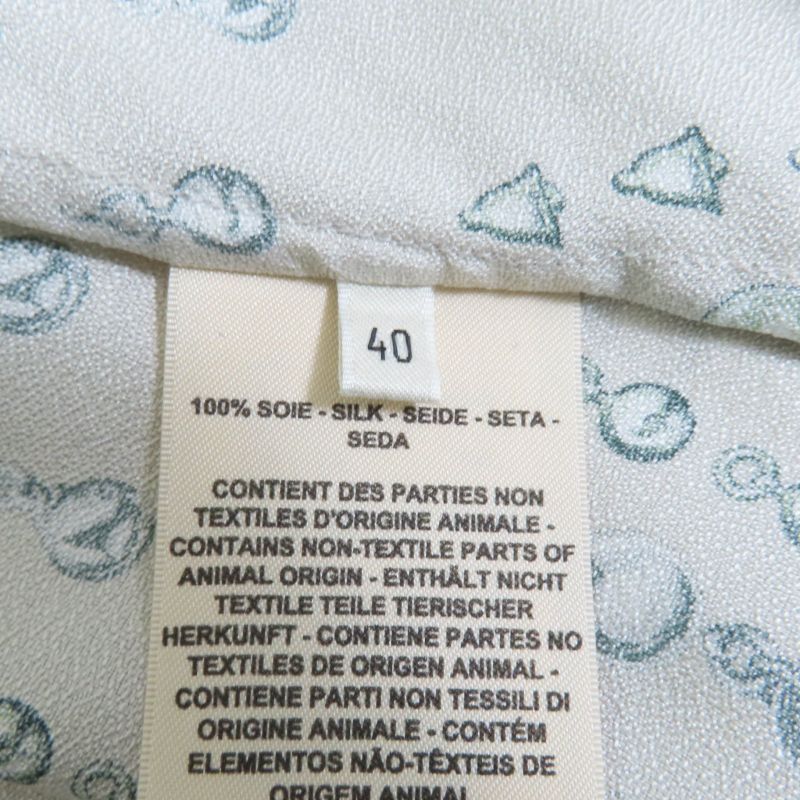 40
100% SOIE - SILK - SEIDE - SETA -
SEDA
CONTIENT DES PARTIES NON
TEXTILES D'ORIGINE ANIMALE -
CONTAINS NON-TEXTILE PARTS OF
ANIMAL ORIGIN - ENTHÄLT NICHT
TEXTILE TEILE TIERISCHER
HERKUNFT - CONTIENE PARTES NO
TEXTILES DE ORIGEN ANIMAL -
CONTIENE PARTI NON TESSILI DI
ORIGINE ANIMALE - CONTÉM
ELEMENTOS NÃO-TÊXTEIS DE
ORIGEM ANIMAL